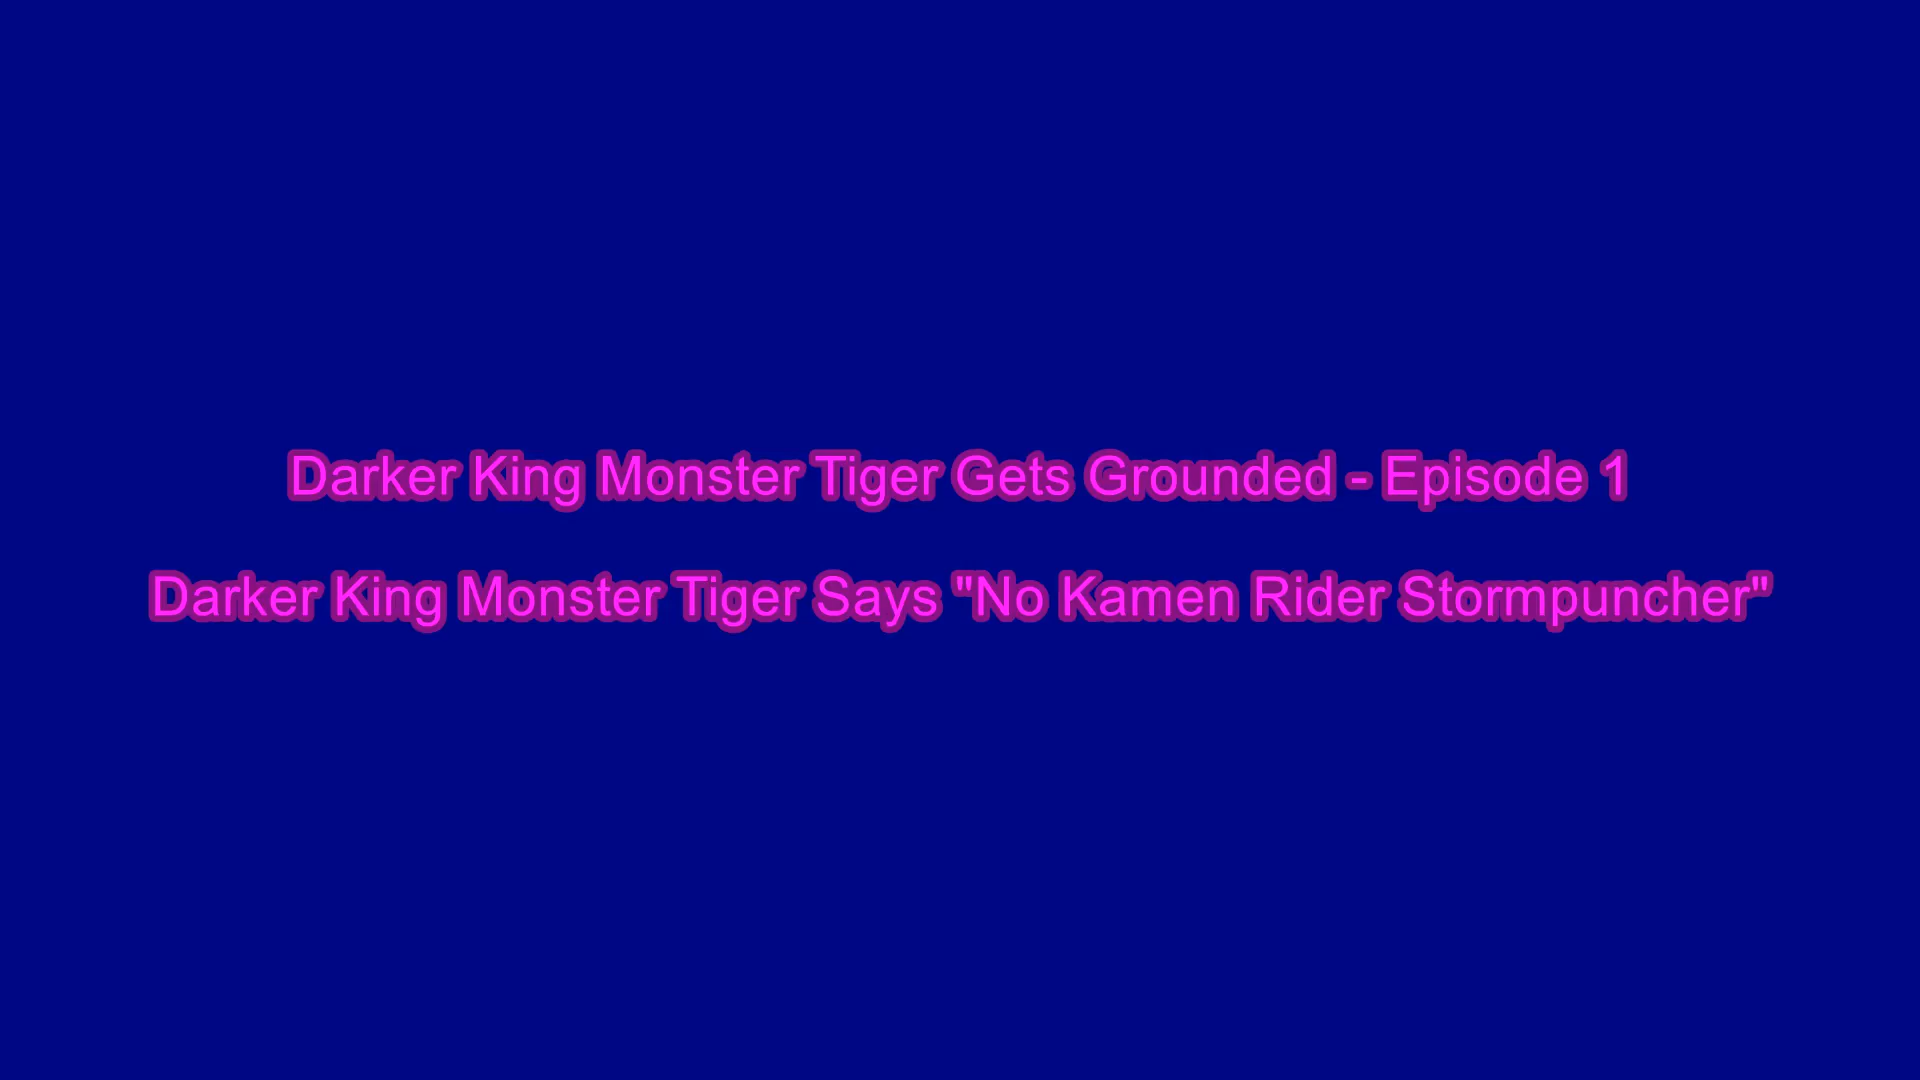 Darker King Monster Tiger Gets Grounded - Episode 1
Darker King Monster Tiger Says "No Kamen Rider Stormpuncher"